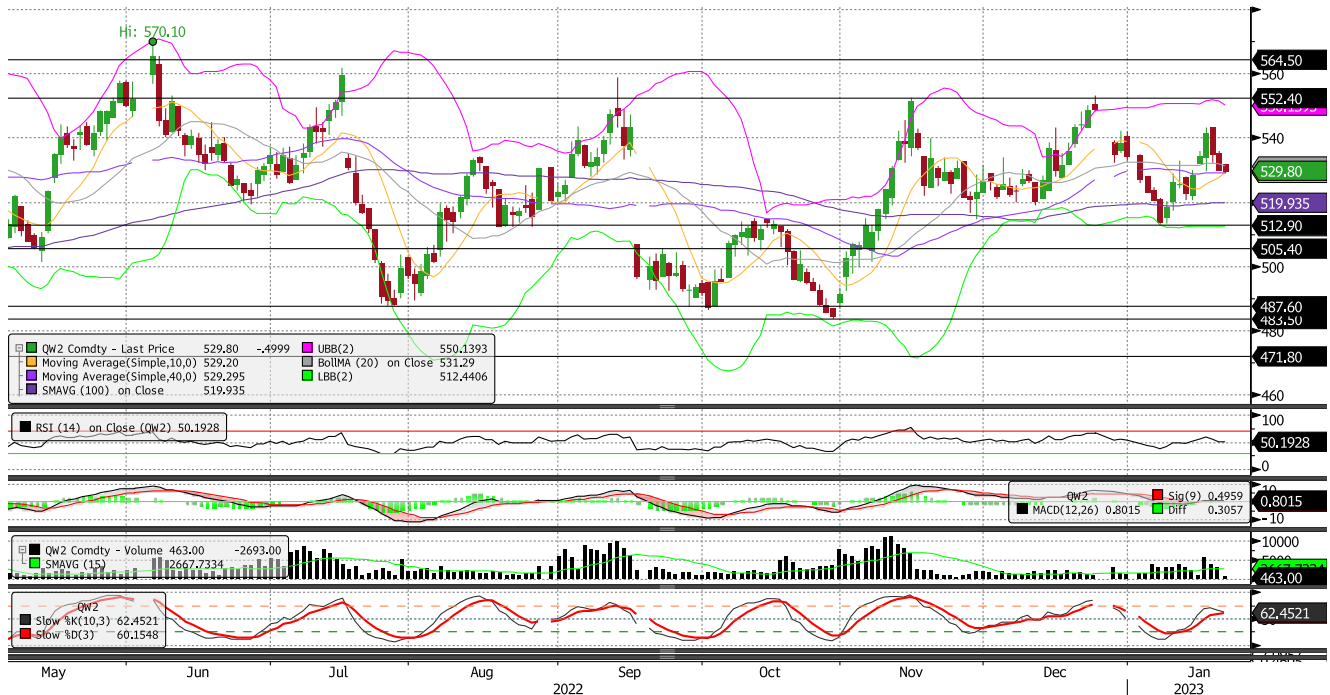 Hi: 570.10
564.50
560
552.40
540
529.80
519.935
512.90
505.40
500
487.60
483.50
480
471.80
460
QW2 Comdty - Last Price 529.80 -.4999
Moving Average(Simple,10,0) 529.20
Moving Average(Simple,40,0) 529.295
SMAVG (100) on Close 519.935
UBB(2) 550.1393
BollMA (20) on Close 531.29
LBB(2) 512.4406
RSI (14) on Close (QW2) 50.1928
100
50.1928
0
QW2
MACD(12,26) 0.8015
Sig(9) 0.4959
Diff 0.3057
10
0.8015
-10
QW2 Comdty - Volume 463.00 -2693.00
SMAVG (15) 2667.7334
10000
5000
463.00
QW2
Slow %K(10,3) 62.4521
Slow %D(3) 60.1548
62.4521
May Jun Jul Aug Sep Oct Nov Dec Jan
2022 2023